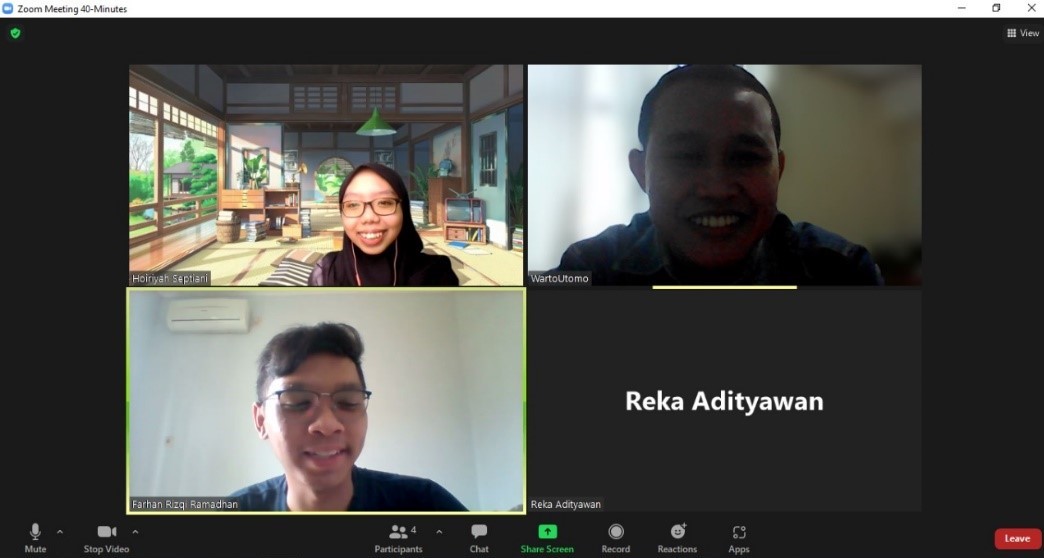 Zoom Meeting 40-Minutes
View
Hoiriyah Septiani
WartoUtomo
Reka Adityawan
Farhan Rizqi Ramadhan
Reka Adityawan
Mute
Stop Video
4
Participants
Chat
Share Screen
Record
Reactions
Apps
Leave